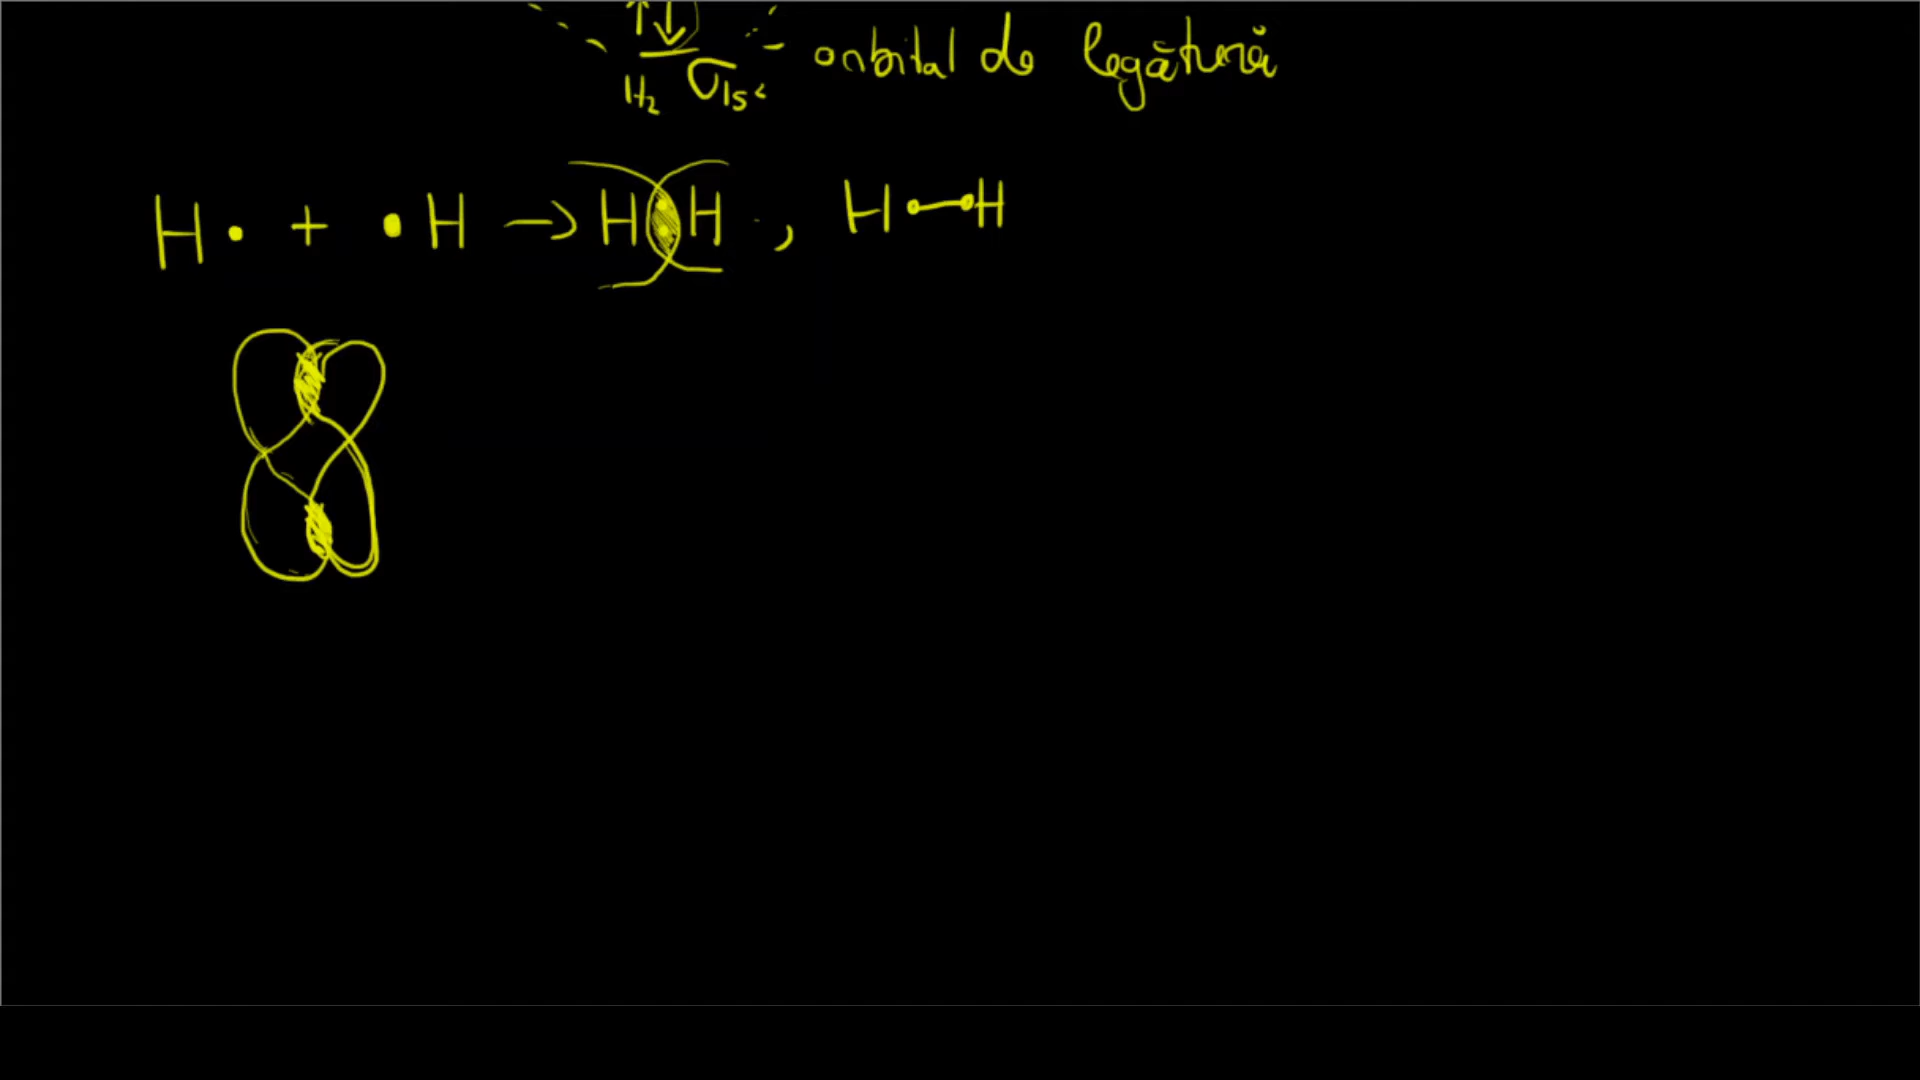 ↑↓
H₂ σ1s orbital de legătură
H· + ·H → H:H , H—H